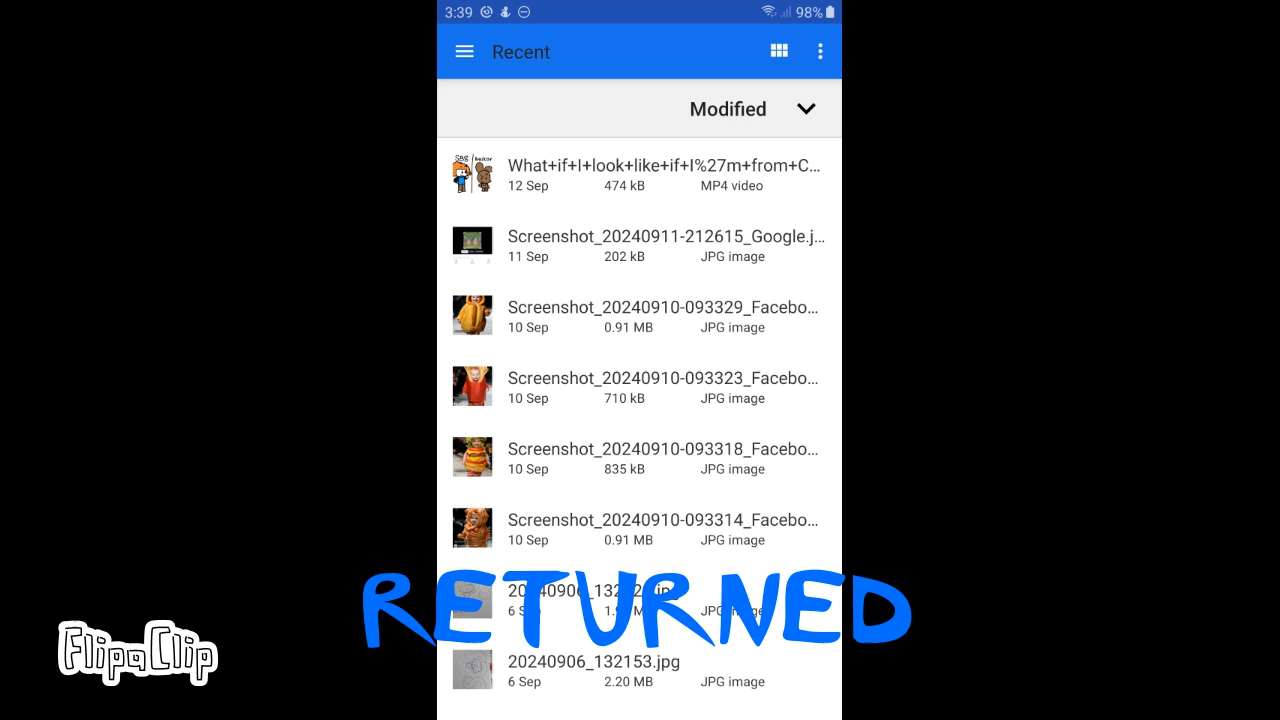 3:39
98%
Recent
Modified
What+if+I+look+like+if+I%27m+from+C...
12 Sep 474 kB MP4 video
Screenshot_20240911-212615_Google.j...
11 Sep 202 kB JPG image
Screenshot_20240910-093329_Facebo...
10 Sep 0.91 MB JPG image
Screenshot_20240910-093323_Facebo...
10 Sep 710 kB JPG image
Screenshot_20240910-093318_Facebo...
10 Sep 835 kB JPG image
Screenshot_20240910-093314_Facebo...
10 Sep 0.91 MB JPG image
RETURNED
FlipaClip
20240906_132153.jpg
6 Sep 2.20 MB JPG image